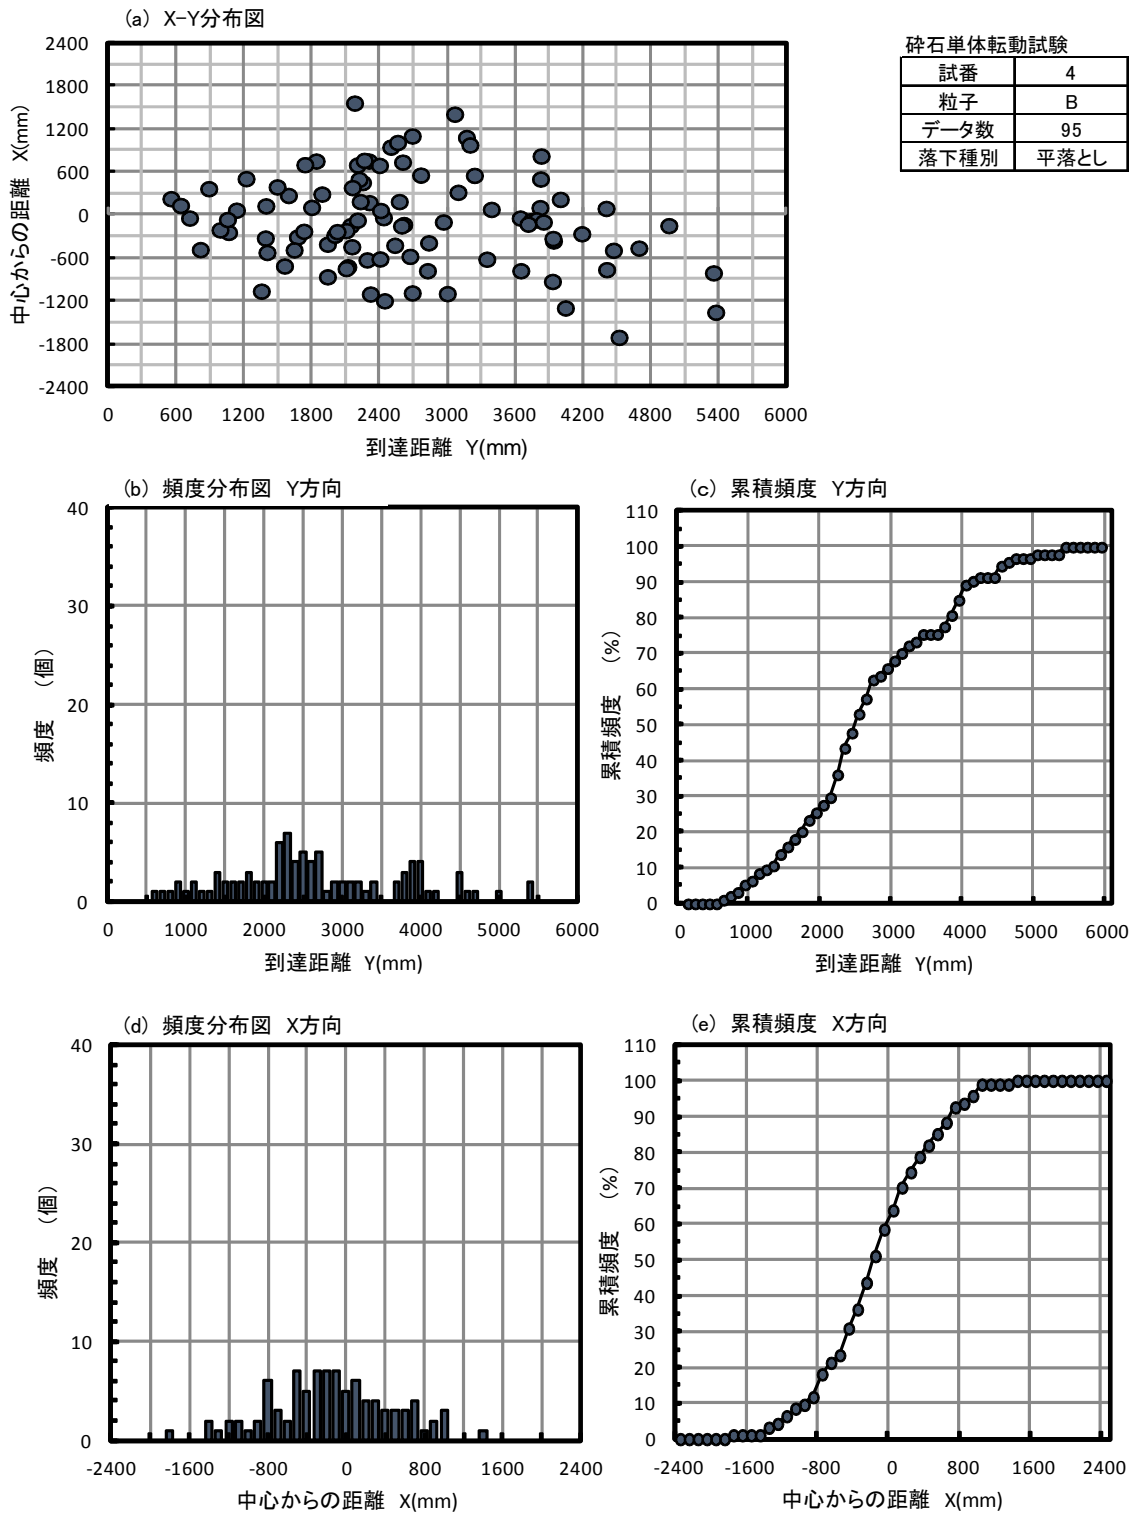 (a) X-Y分布図
2400
1800
1200
600
0
-600
-1200
-1800
-2400
中心からの距離 X(mm)
0 600 1200 1800 2400 3000 3600 4200 4800 5400 6000
到達距離 Y(mm)
砕石単体転動試験
試番 4
粒子 B
データ数 95
落下種別 平落とし
(b) 頻度分布図 Y方向
40
30
20
10
0
頻度 (個)
0 1000 2000 3000 4000 5000 6000
到達距離 Y(mm)
(c) 累積頻度 Y方向
110
100
90
80
70
60
50
40
30
20
10
0
累積頻度 (%)
0 1000 2000 3000 4000 5000 6000
到達距離 Y(mm)
(d) 頻度分布図 X方向
40
30
20
10
0
頻度 (個)
-2400 -1600 -800 0 800 1600 2400
中心からの距離 X(mm)
(e) 累積頻度 X方向
110
100
90
80
70
60
50
40
30
20
10
0
累積頻度 (%)
-2400 -1600 -800 0 800 1600 2400
中心からの距離 X(mm)